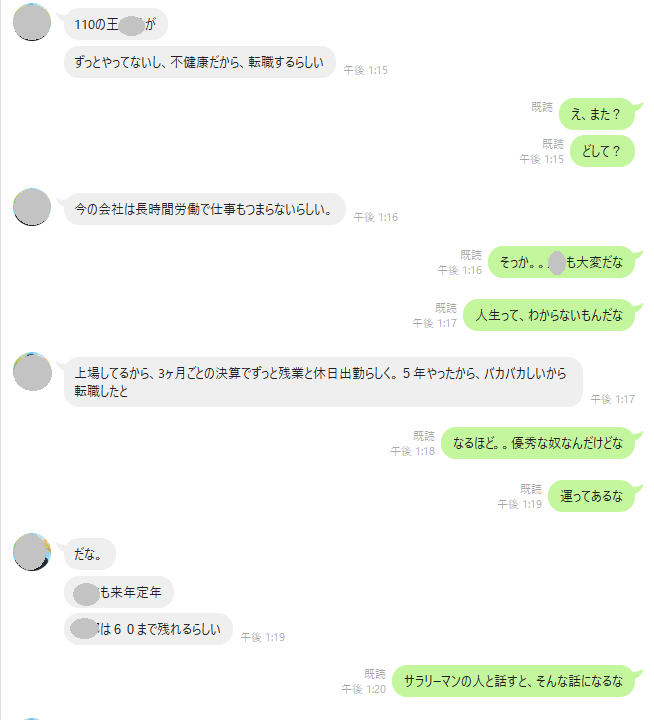 110の王が
ずっとやってないし、不健康だから、転職するらしい
午後 1:15
既読
え、また？
既読
午後 1:15
どして？
今の会社は長時間労働で仕事もつまらないらしい。
午後 1:16
既読
午後 1:16
そっか。。も大変だな
既読
午後 1:17
人生って、わからないもんだな
上場してるから、3ヶ月ごとの決算でずっと残業と休日出勤らしく。５年やったから、バカバカしいから
転職したと
午後 1:17
既読
午後 1:18
なるほど。。優秀な奴なんだけどな
既読
午後 1:19
運ってあるな
だな。
も来年定年
は６０まで残れるらしい
午後 1:19
既読
午後 1:20
サラリーマンの人と話すと、そんな話になるな